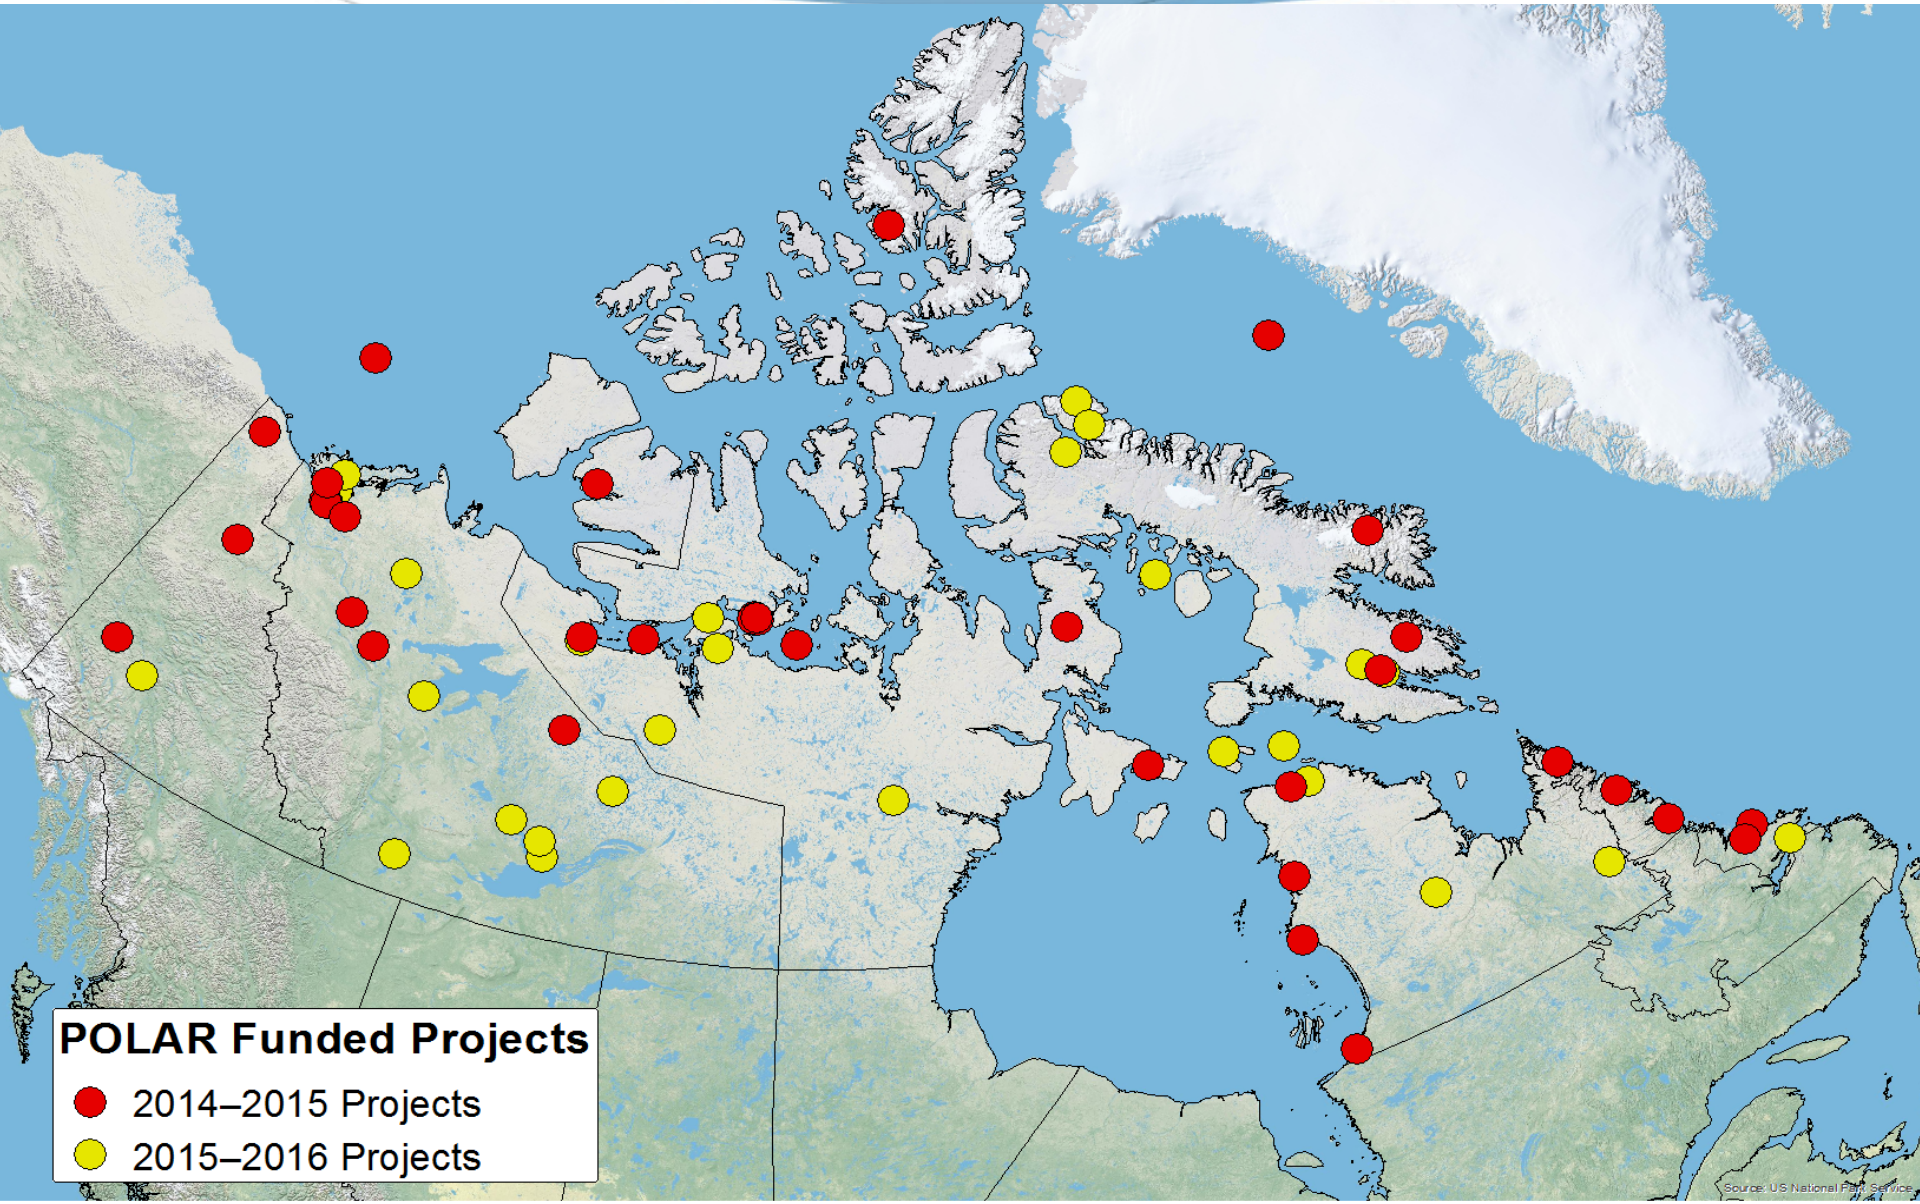 POLAR Funded Projects
2014–2015 Projects
2015–2016 Projects
Source: US National Park Service